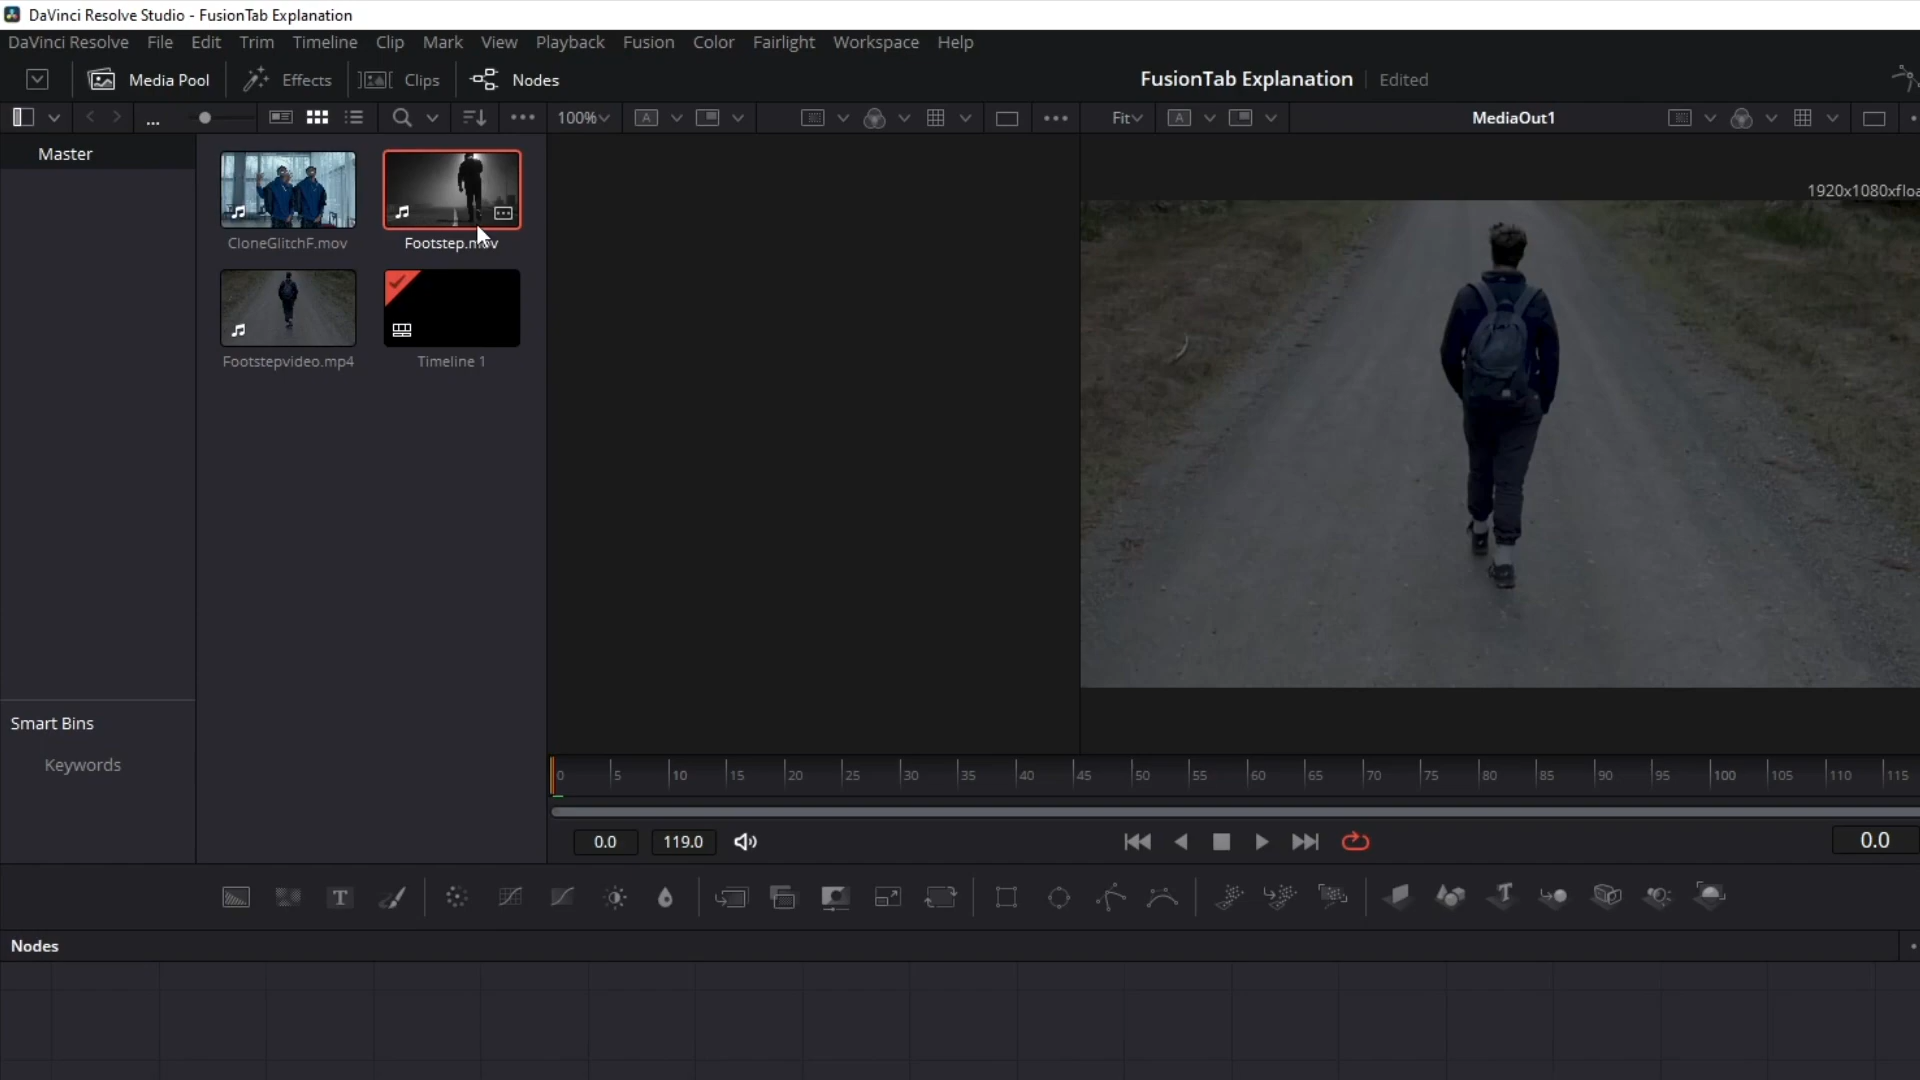 DaVinci Resolve Studio - FusionTab Explanation
DaVinci Resolve File Edit Trim Timeline Clip Mark View Playback Fusion Color Fairlight Workspace Help
Media Pool Effects Clips Nodes FusionTab Explanation Edited
... 100% A Fit A MediaOut1
Master
1920x1080xfloa
CloneGlitchF.mov Footstep.mov
Footstepvideo.mp4 Timeline 1
Smart Bins
Keywords
0 5 10 15 20 25 30 35 40 45 50 55 60 65 70 75 80 85 90 95 100 105 110 115
0.0 119.0 0.0
T T
Nodes